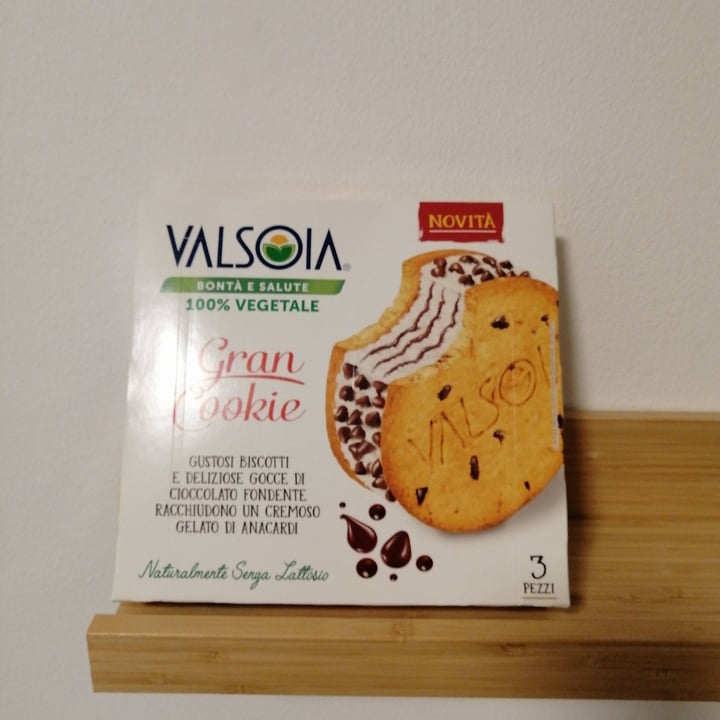 NOVITÀ
VALSOIA®
BONTÀ E SALUTE
100% VEGETALE
Gran
Cookie
VALSOI
GUSTOSI BISCOTTI
E DELIZIOSE GOCCE DI
CIOCCOLATO FONDENTE
RACCHIUDONO UN CREMOSO
GELATO DI ANACARDI
Naturalmente Senza Lattosio
3
PEZZI